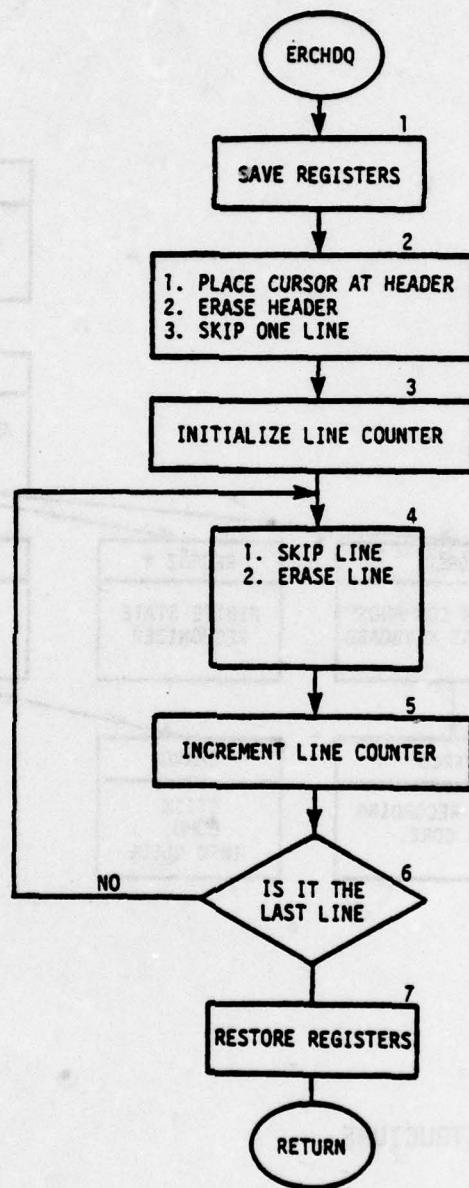 ERCHDQ
1
SAVE REGISTERS
2
1. PLACE CURSOR AT HEADER
2. ERASE HEADER
3. SKIP ONE LINE
3
INITIALIZE LINE COUNTER
4
1. SKIP LINE
2. ERASE LINE
5
INCREMENT LINE COUNTER
6
IS IT THE
LAST LINE
NO
7
RESTORE REGISTERS
RETURN